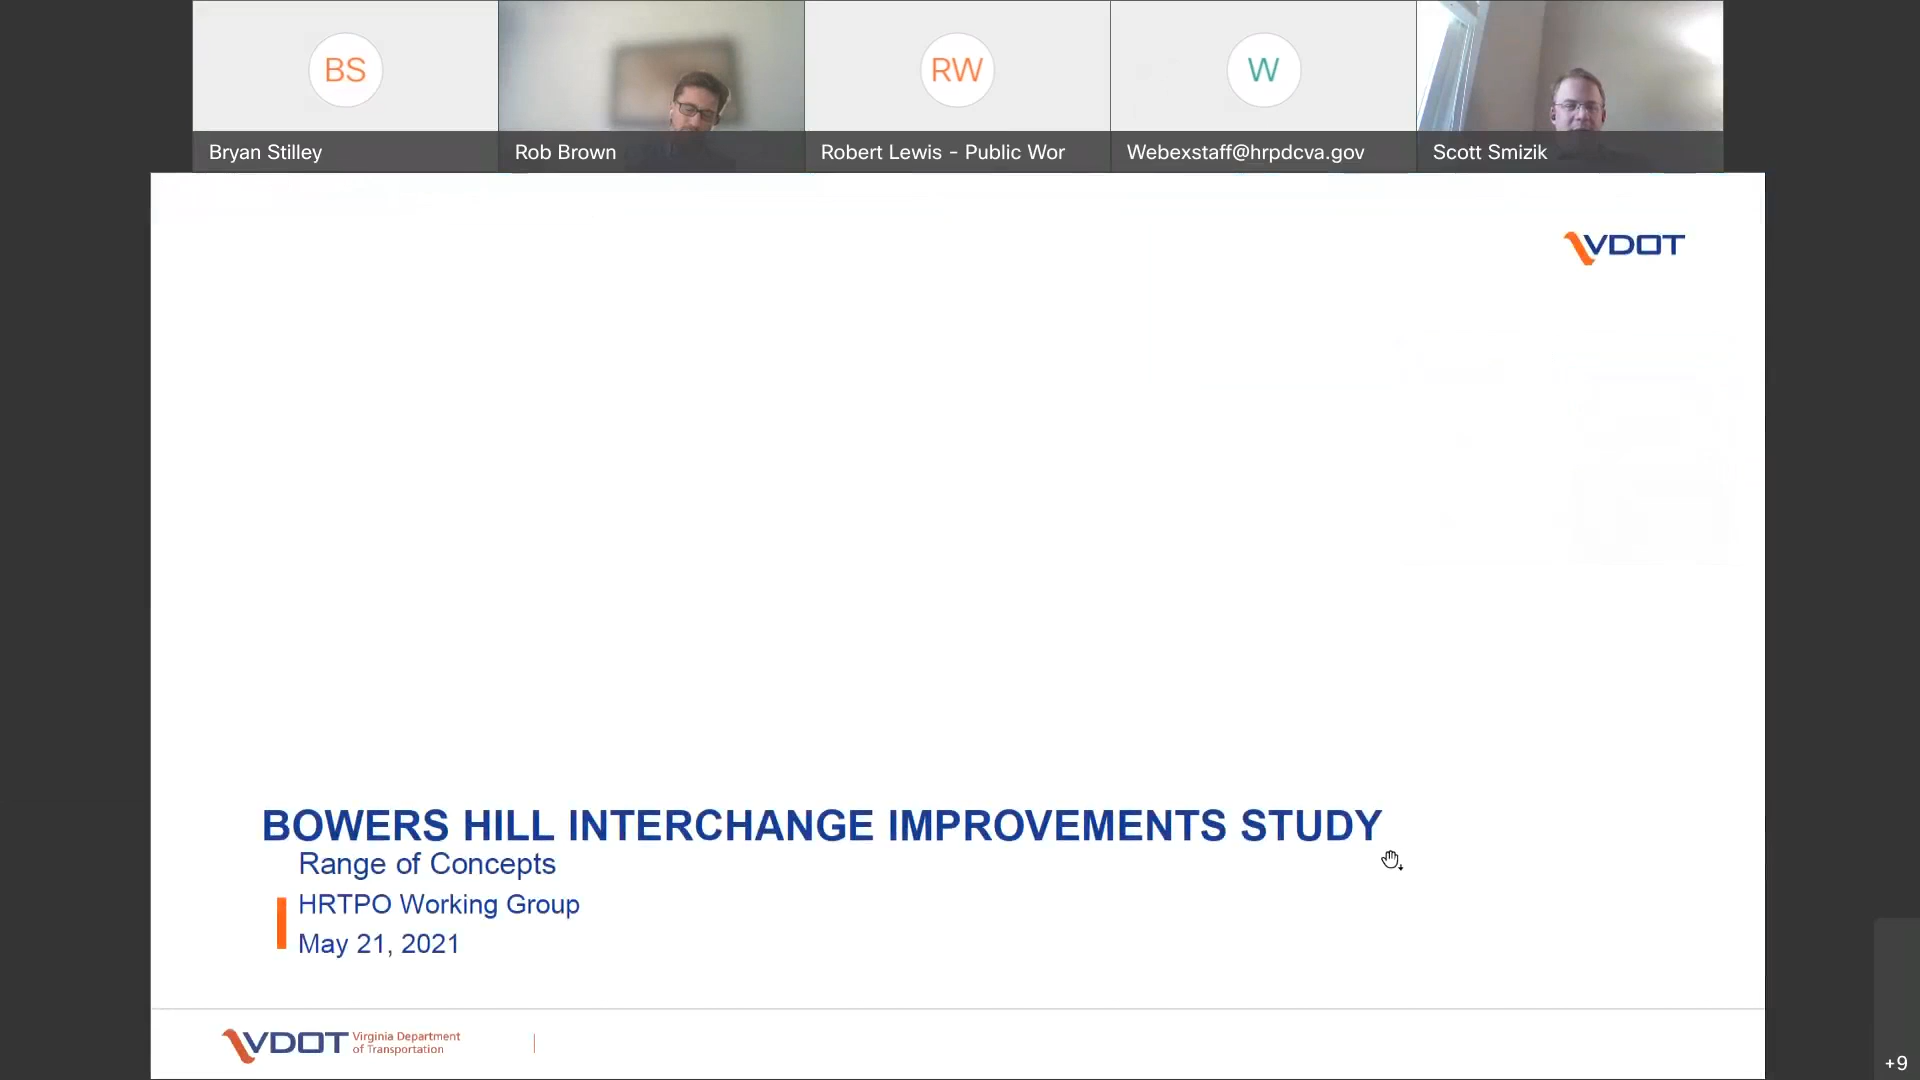 BS
RW
W
Bryan Stilley
Rob Brown
Robert Lewis - Public Wor
Webexstaff@hrpdcva.gov
Scott Smizik
VDOT
BOWERS HILL INTERCHANGE IMPROVEMENTS STUDY
Range of Concepts
HRTPO Working Group
May 21, 2021
VDOT Virginia Department
of Transportation
+9